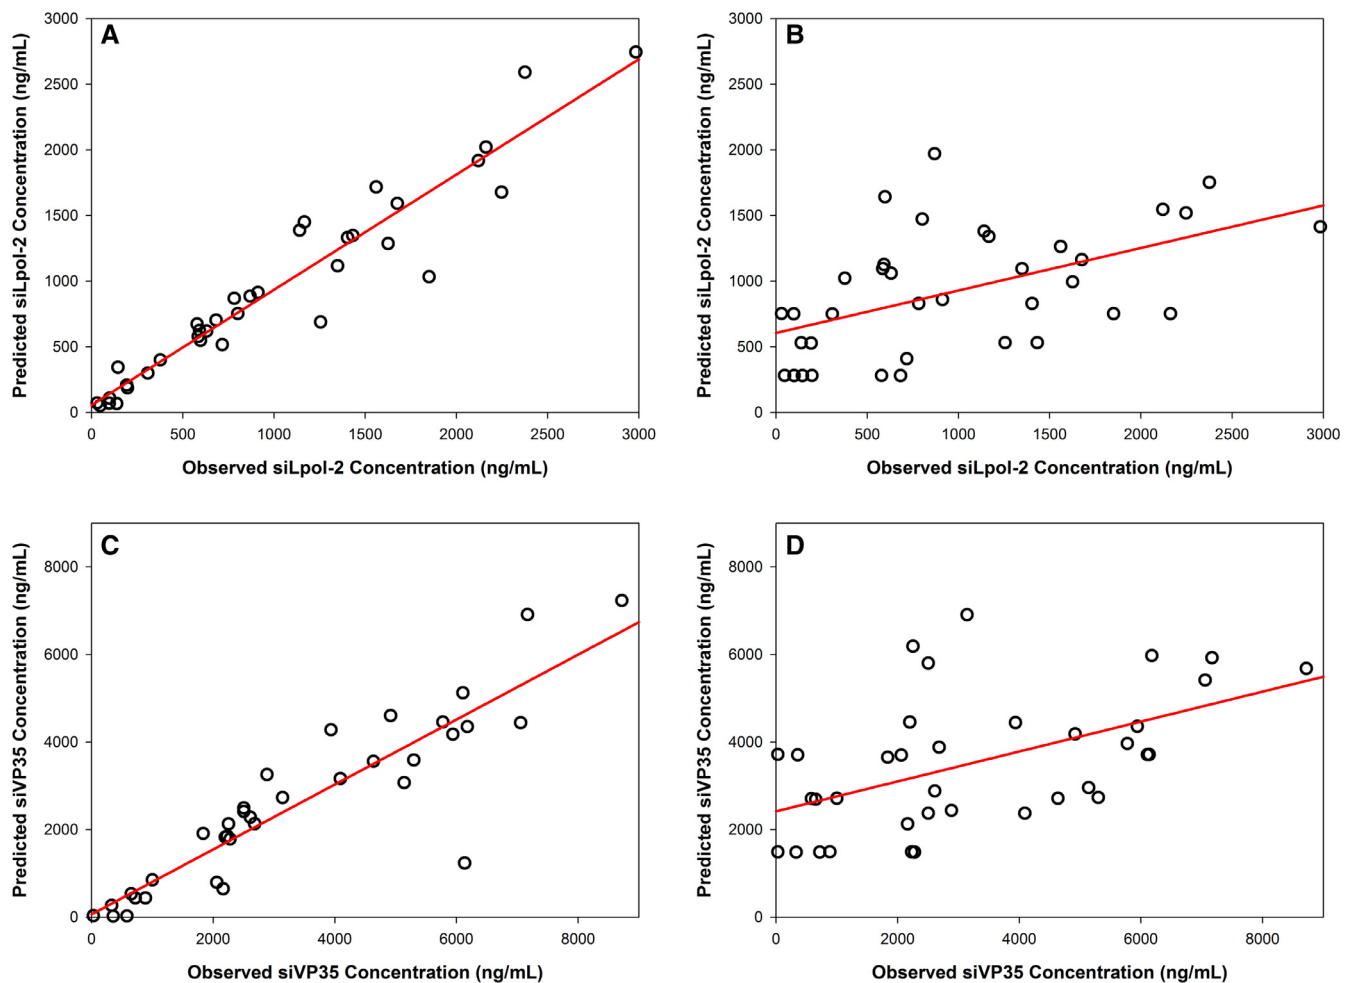 A
Predicted siLpol-2 Concentration (ng/mL)
3000
2500
2000
1500
1000
500
0
0 500 1000 1500 2000 2500 3000
Observed siLpol-2 Concentration (ng/mL)
B
Predicted siLpol-2 Concentration (ng/mL)
3000
2500
2000
1500
1000
500
0
0 500 1000 1500 2000 2500 3000
Observed siLpol-2 Concentration (ng/mL)
C
Predicted siVP35 Concentration (ng/mL)
8000
6000
4000
2000
0
0 2000 4000 6000 8000
Observed siVP35 Concentration (ng/mL)
D
Predicted siVP35 Concentration (ng/mL)
8000
6000
4000
2000
0
0 2000 4000 6000 8000
Observed siVP35 Concentration (ng/mL)